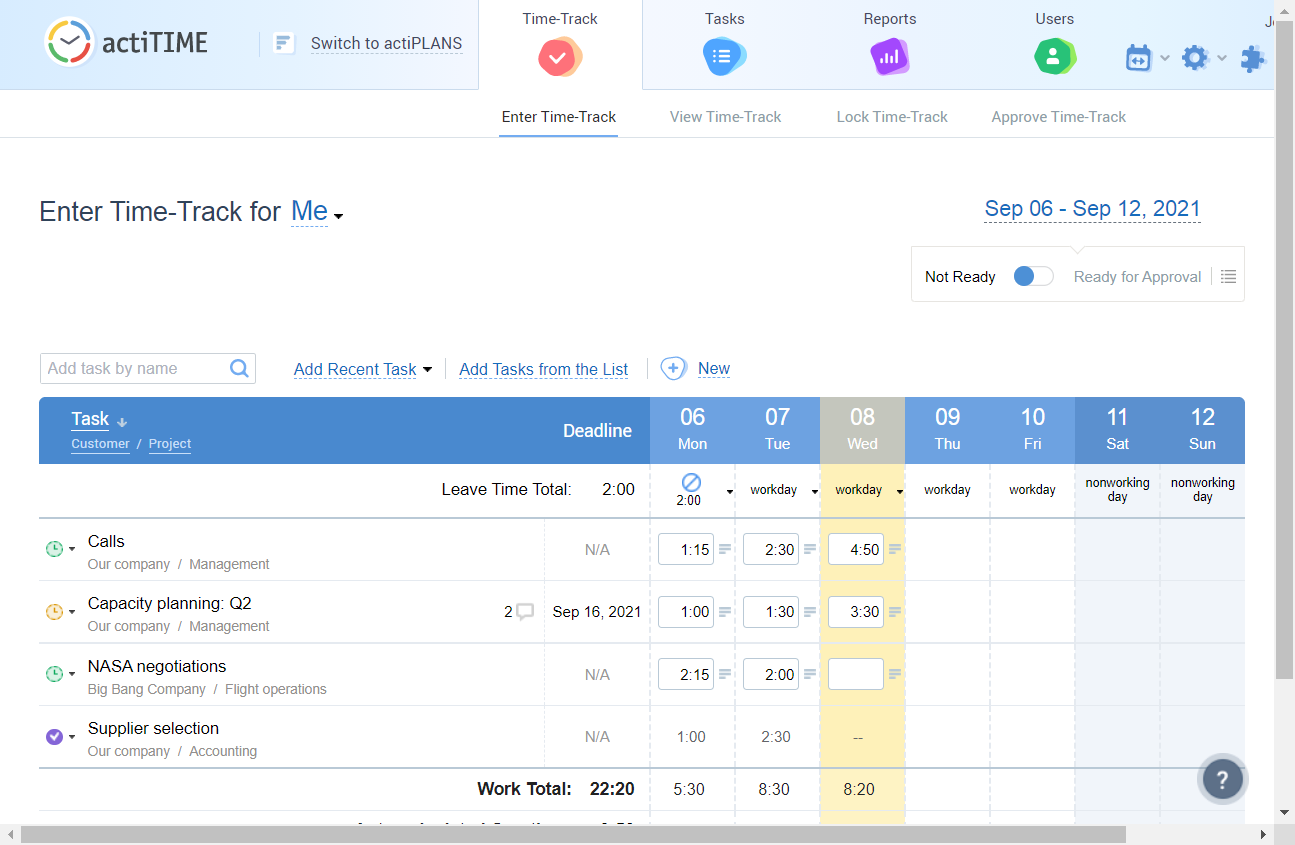 Time-Track Tasks Reports Users
actiTIME Switch to actiPLANS
Enter Time-Track View Time-Track Lock Time-Track Approve Time-Track
Enter Time-Track for Me Sep 06 - Sep 12, 2021
Not Ready Ready for Approval
Add task by name Add Recent Task Add Tasks from the List New
Task Deadline 06 07 08 09 10 11 12
Customer / Project Mon Tue Wed Thu Fri Sat Sun
Leave Time Total: 2:00 2:00 workday workday workday workday nonworking day nonworking day
Calls N/A 1:15 2:30 4:50
Our company / Management
Capacity planning: Q2 2 Sep 16, 2021 1:00 1:30 3:30
Our company / Management
NASA negotiations N/A 2:15 2:00
Big Bang Company / Flight operations
Supplier selection N/A 1:00 2:30 --
Our company / Accounting
Work Total: 22:20 5:30 8:30 8:20
?